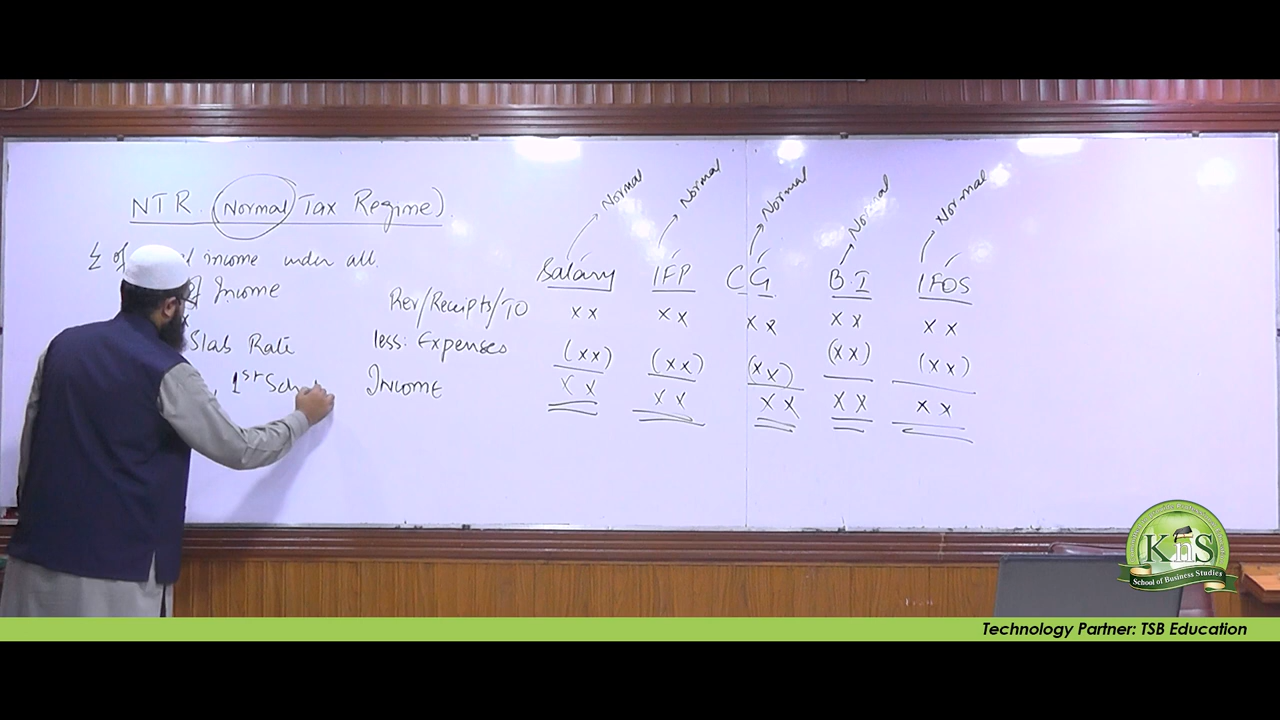 NTR (Normal Tax Regime)
Σ of income under all
of Income
Slab Rate
, 1st Sch
Normal Normal Normal Normal Normal
Salary IFP CG B.I IFOS
Rev/Receipts/TO xx xx xx xx xx
less: Expenses (xx) (xx) (xx) (xx) (xx)
Income xx xx xx xx xx
KnS
School of Business Studies
Technology Partner: TSB Education